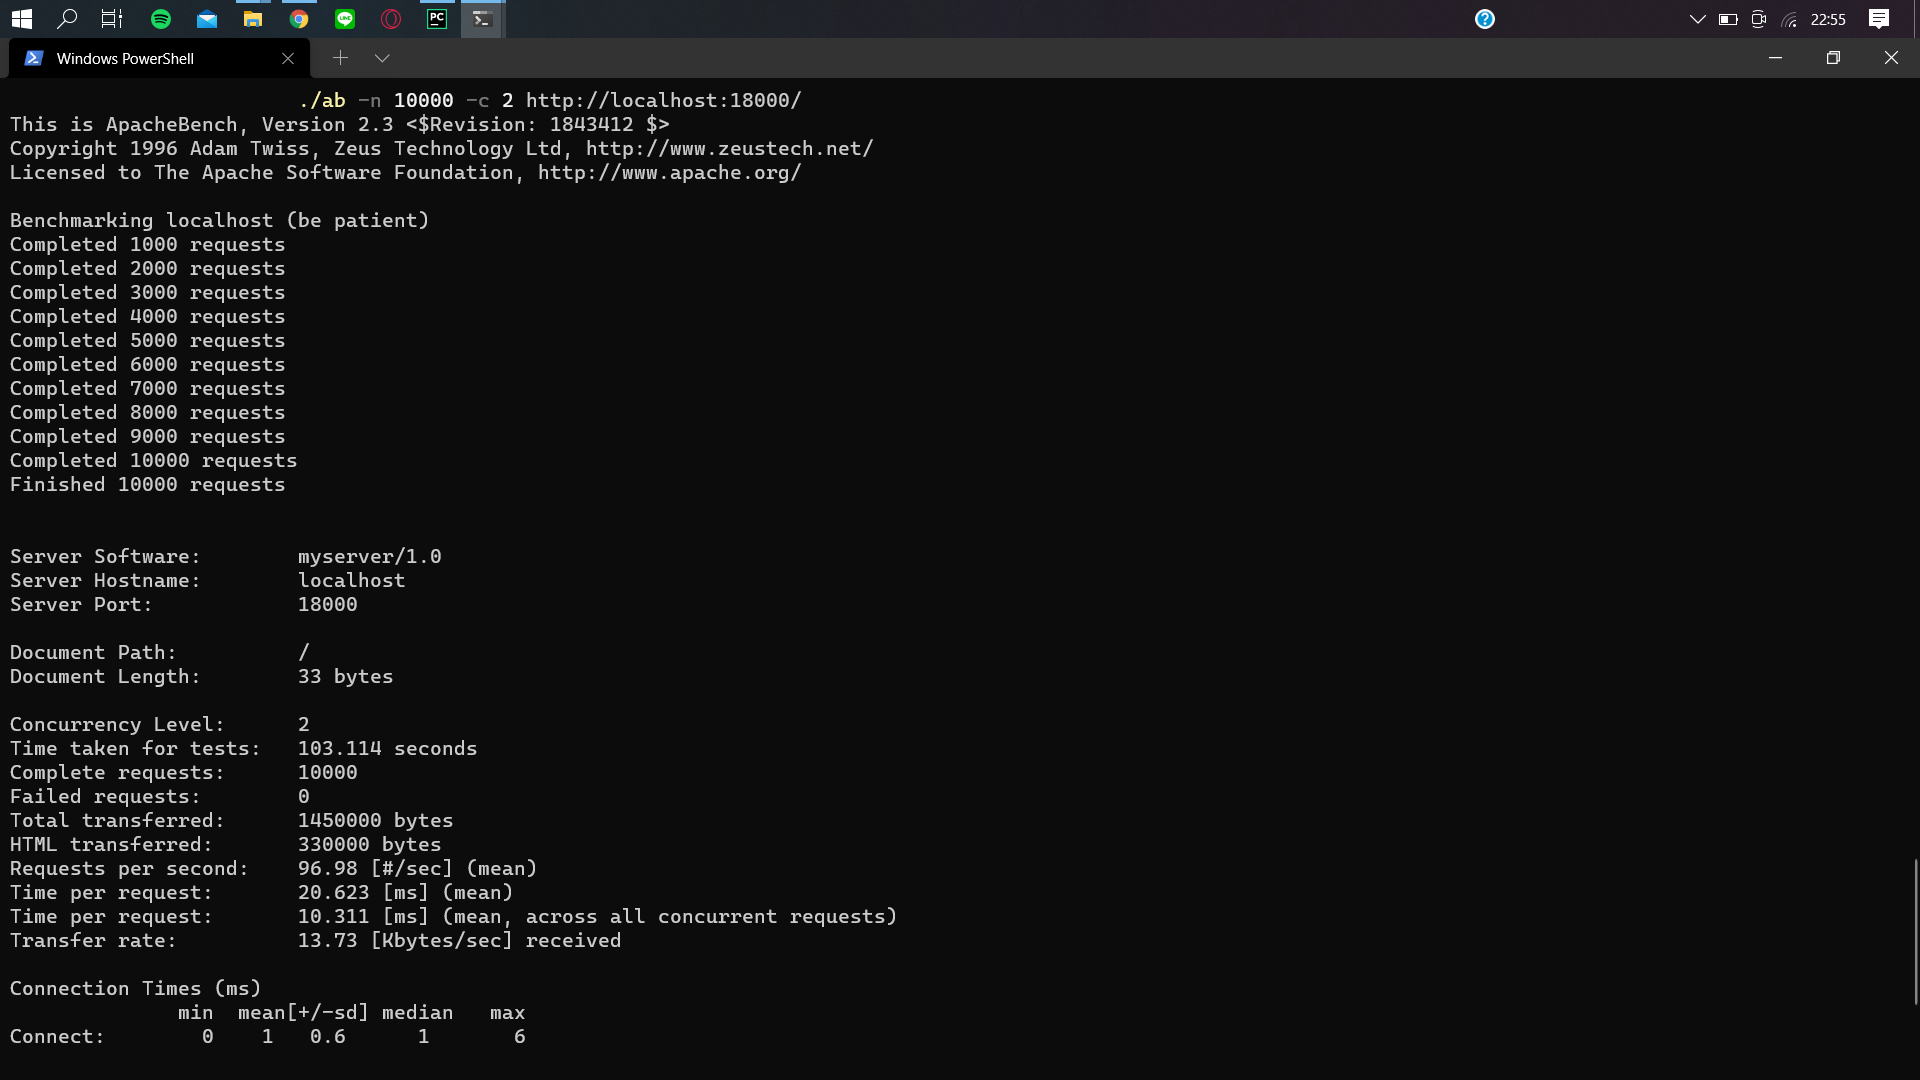 22:55
Windows PowerShell
./ab -n 10000 -c 2 http://localhost:18000/
This is ApacheBench, Version 2.3 <$Revision: 1843412 $>
Copyright 1996 Adam Twiss, Zeus Technology Ltd, http://www.zeustech.net/
Licensed to The Apache Software Foundation, http://www.apache.org/

Benchmarking localhost (be patient)
Completed 1000 requests
Completed 2000 requests
Completed 3000 requests
Completed 4000 requests
Completed 5000 requests
Completed 6000 requests
Completed 7000 requests
Completed 8000 requests
Completed 9000 requests
Completed 10000 requests
Finished 10000 requests

Server Software:        myserver/1.0
Server Hostname:        localhost
Server Port:            18000

Document Path:          /
Document Length:        33 bytes

Concurrency Level:      2
Time taken for tests:   103.114 seconds
Complete requests:      10000
Failed requests:        0
Total transferred:      1450000 bytes
HTML transferred:       330000 bytes
Requests per second:    96.98 [#/sec] (mean)
Time per request:       20.623 [ms] (mean)
Time per request:       10.311 [ms] (mean, across all concurrent requests)
Transfer rate:          13.73 [Kbytes/sec] received

Connection Times (ms)
              min  mean[+/-sd] median   max
Connect:        0    1   0.6      1       6